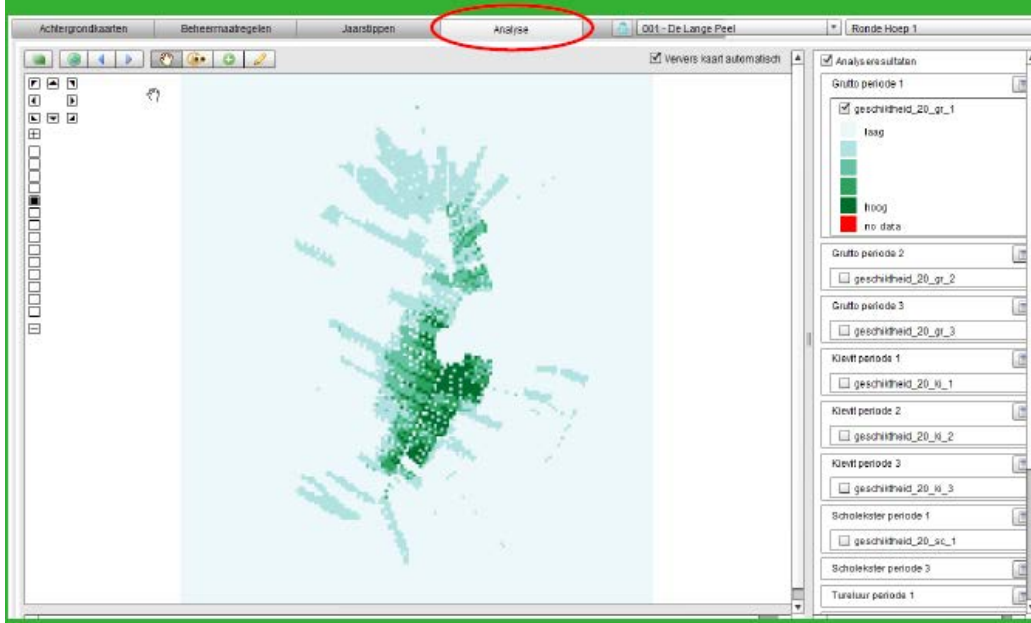 Achtergrondkaarten Beheermaatregelen Jaarstippen Analyse 001 - De Lange Peel Ronde Hoep 1
Ververs kaart automatisch
Analyseresultaten
Grutto periode 1
geschiktheid_20_gr_1
laag
hoog
no data
Grutto periode 2
geschiktheid_20_gr_2
Grutto periode 3
geschiktheid_20_gr_3
Kievit periode 1
geschiktheid_20_ki_1
Kievit periode 2
geschiktheid_20_ki_2
Kievit periode 3
geschiktheid_20_ki_3
Scholekster periode 1
geschiktheid_20_sc_1
Scholekster periode 3
Tureluur periode 1